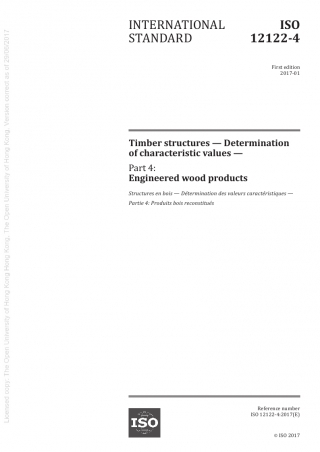 INTERNATIONAL ISO
STANDARD 12122-4
First edition
2017-01
Timber structures — Determination
of characteristic values —
Part 4:
Engineered wood products
Structures en bois — Détermination des valeurs caractéristiques —
Partie 4: Produits bois reconstitués
Licensed copy: The Open University of Hong Kong, The Open University of Hong Kong, Version correct as of 28/06/2017
ISO
Reference number
ISO 12122-4:2017(E)
© ISO 2017